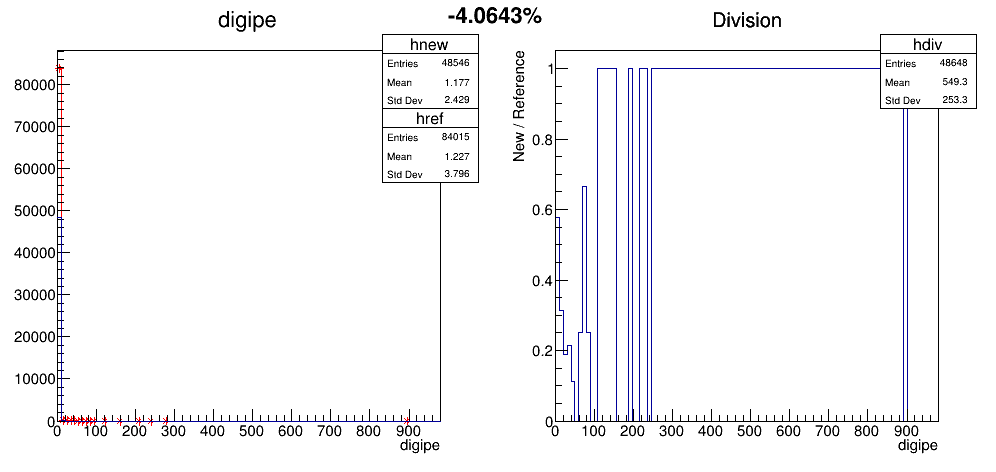 digipe
-4.0643%
Division
hnew
Entries 48546
Mean 1.177
Std Dev 2.429
href
Entries 84015
Mean 1.227
Std Dev 3.796
80000
70000
60000
50000
40000
30000
20000
10000
0
0 100 200 300 400 500 600 700 800 900
digipe
hdiv
Entries 48648
Mean 549.3
Std Dev 253.3
New / Reference
1
0.8
0.6
0.4
0.2
0
0 100 200 300 400 500 600 700 800 900
digipe